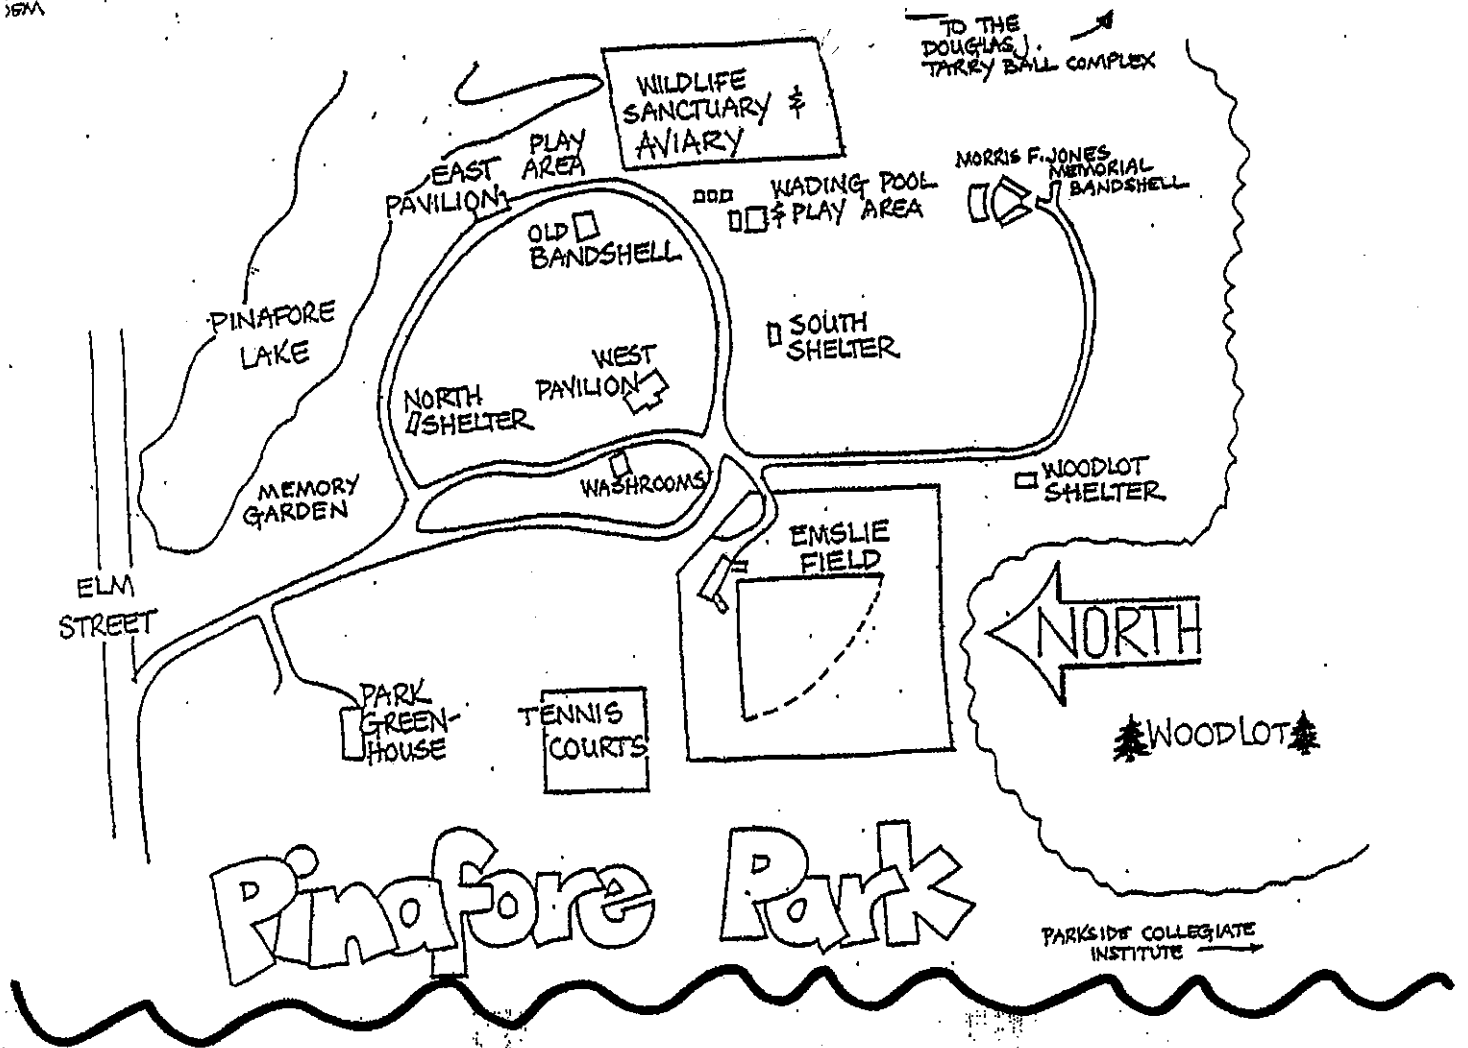 TO THE
DOUGLAS J.
TARRY BALL COMPLEX
WILDLIFE
SANCTUARY &
AVIARY
PLAY
AREA
EAST
PAVILION
MORRIS F. JONES
MEMORIAL
BANDSHELL
WADING POOL
& PLAY AREA
OLD
BANDSHELL
PINAFORE
LAKE
SOUTH
SHELTER
WEST
PAVILION
NORTH
SHELTER
WASHROOMS
WOODLOT
SHELTER
MEMORY
GARDEN
EMSLIE
FIELD
ELM
STREET
NORTH
PARK
GREEN-
HOUSE
TENNIS
COURTS
WOODLOT
Pinafore Park
PARKSIDE COLLEGIATE
INSTITUTE